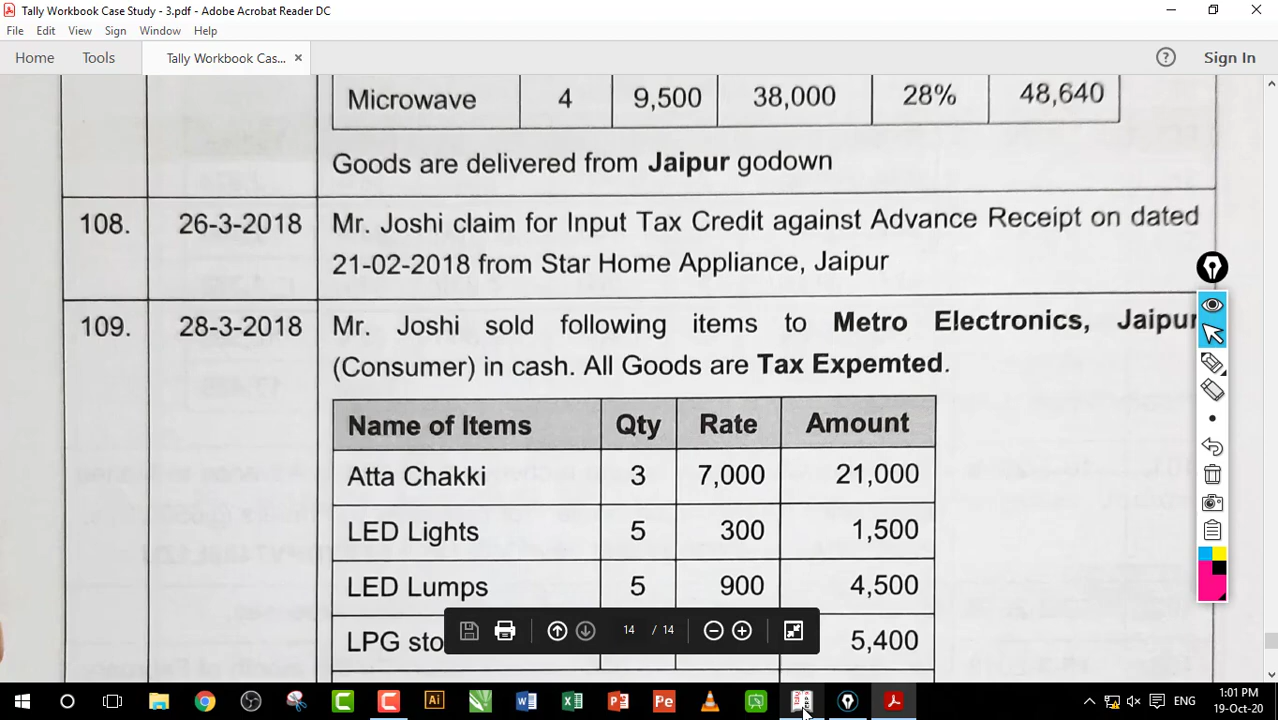 Tally Workbook Case Study - 3.pdf - Adobe Acrobat Reader DC
File Edit View Sign Window Help
Home Tools Tally Workbook Cas... Sign In
Microwave 4 9,500 38,000 28% 48,640
Goods are delivered from Jaipur godown
108. 26-3-2018 Mr. Joshi claim for Input Tax Credit against Advance Receipt on dated
21-02-2018 from Star Home Appliance, Jaipur
109. 28-3-2018 Mr. Joshi sold following items to Metro Electronics, Jaipur
(Consumer) in cash. All Goods are Tax Expemted.
Name of Items Qty Rate Amount
Atta Chakki 3 7,000 21,000
LED Lights 5 300 1,500
LED Lumps 5 900 4,500
LPG sto 5,400
14 / 14
ENG
1:01 PM
19-Oct-20